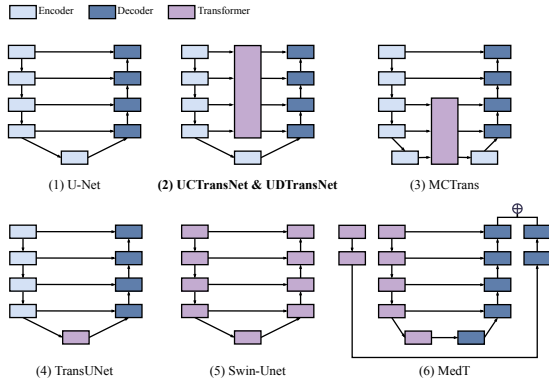 Encoder Decoder Transformer
(1) U-Net (2) UCTransNet & UDTransNet (3) MCTrans
(4) TransUNet (5) Swin-Unet (6) MedT